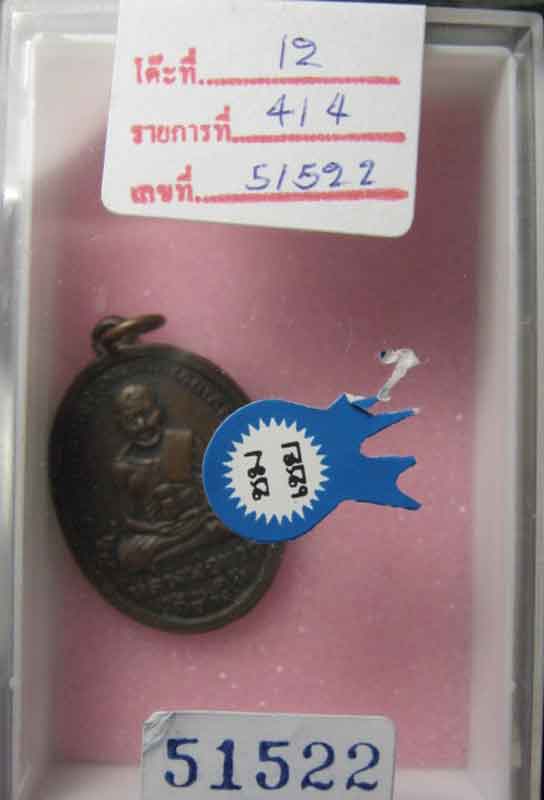 โต๊ะที่ 12
รายการที่ 414
เลขที่ 51522
ชมเชย
51522